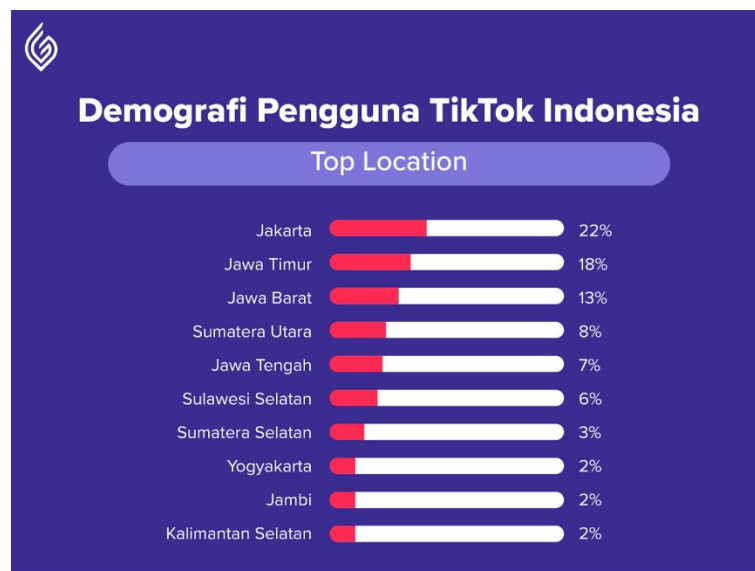 Demografi Pengguna TikTok Indonesia
Top Location
Jakarta 22%
Jawa Timur 18%
Jawa Barat 13%
Sumatera Utara 8%
Jawa Tengah 7%
Sulawesi Selatan 6%
Sumatera Selatan 3%
Yogyakarta 2%
Jambi 2%
Kalimantan Selatan 2%